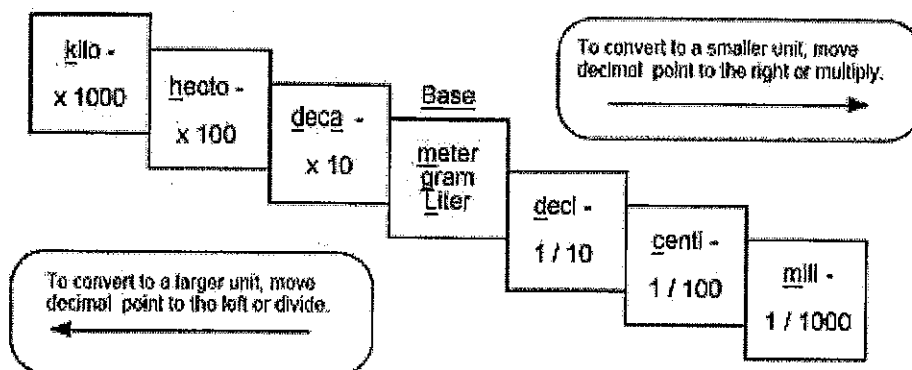 kilo -
x 1000
hecto -
x 100
deca -
x 10
Base
meter
gram
Liter
deci -
1 / 10
centi -
1 / 100
milli -
1 / 1000
To convert to a smaller unit, move
decimal point to the right or multiply.
To convert to a larger unit, move
decimal point to the left or divide.